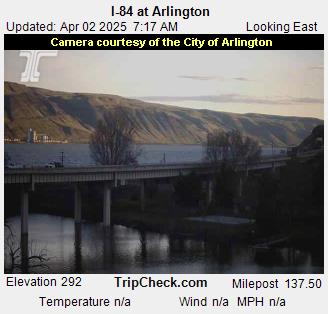 I-84 at Arlington
Updated: Apr 02 2025 7:17 AM Looking East
Camera courtesy of the City of Arlington
Elevation 292 TripCheck.com Milepost 137.50
Temperature n/a Wind n/a MPH n/a